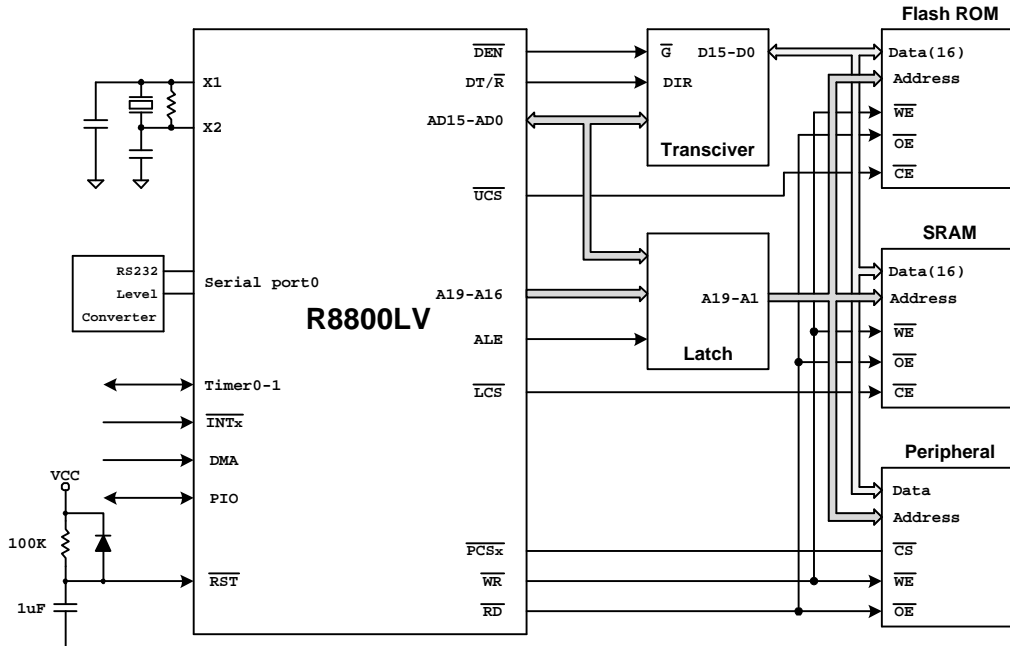 Flash ROM
DEN
G
D15-D0
Data(16)
X1
DT/R
DIR
Address
X2
AD15-AD0
WE
Transciver
OE
CE
UCS
SRAM
RS232
Level
Converter
Serial port0
Data(16)
A19-A16
A19-A1
Address
R8800LV
ALE
WE
Latch
OE
Timer0-1
LCS
CE
INTx
Peripheral
DMA
VCC
PIO
Data
Address
100K
PCSx
CS
RST
WR
WE
1uF
RD
OE